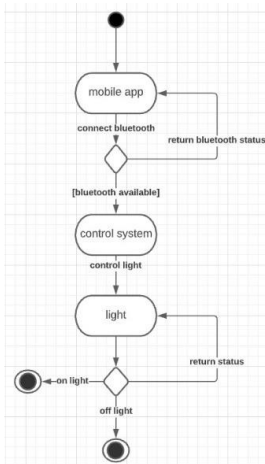 mobile app
connect bluetooth
return bluetooth status
[bluetooth available]
control system
control light
light
return status
on light
off light